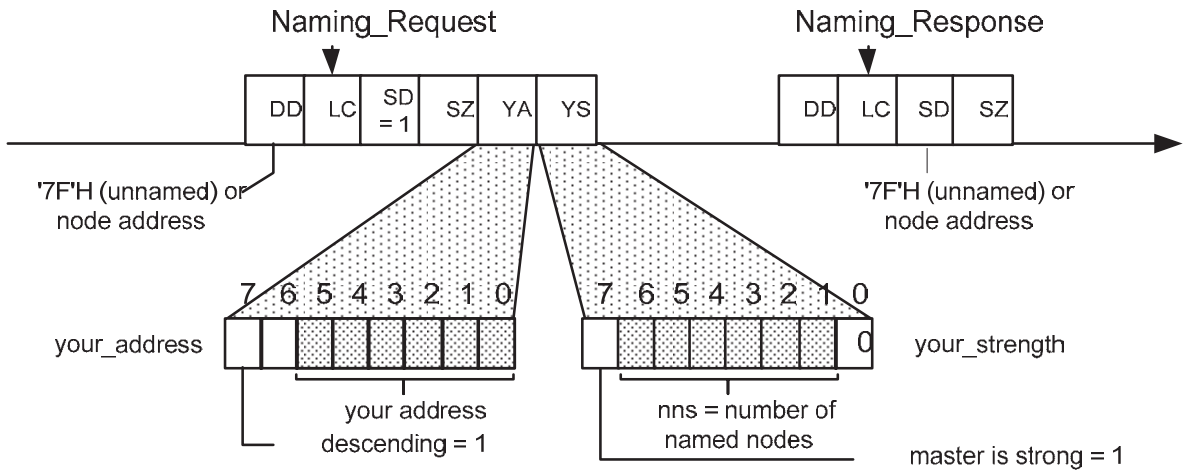 Naming_Request
Naming_Response
DD LC SD = 1 SZ YA YS
DD LC SD SZ
'7F'H (unnamed) or
node address
'7F'H (unnamed) or
node address
7 6 5 4 3 2 1 0
7 6 5 4 3 2 1 0
your_address
0
your_strength
your address
descending = 1
nns = number of
named nodes
master is strong = 1